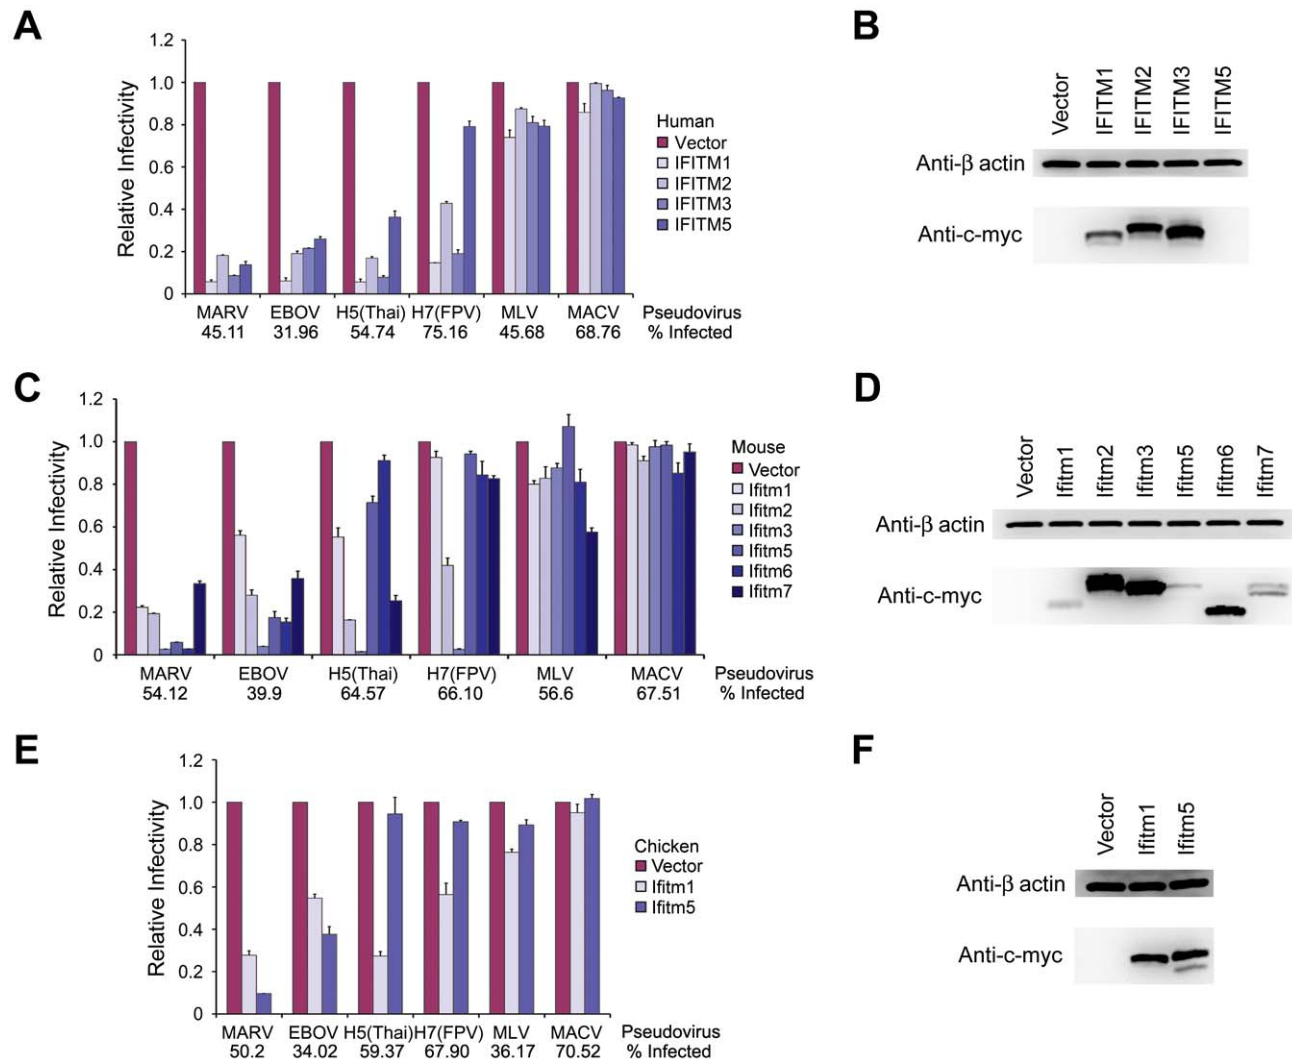 A
1.2
1.0
0.8
0.6
0.4
0.2
0
Relative Infectivity
Human
Vector
IFITM1
IFITM2
IFITM3
IFITM5
MARV EBOV H5(Thai) H7(FPV) MLV MACV Pseudovirus
45.11 31.96 54.74 75.16 45.68 68.76 % Infected
B
Vector IFITM1 IFITM2 IFITM3 IFITM5
Anti-β actin
Anti-c-myc
C
1.2
1.0
0.8
0.6
0.4
0.2
0
Relative Infectivity
Mouse
Vector
Ifitm1
Ifitm2
Ifitm3
Ifitm5
Ifitm6
Ifitm7
MARV EBOV H5(Thai) H7(FPV) MLV MACV Pseudovirus
54.12 39.9 64.57 66.10 56.6 67.51 % Infected
D
Vector Ifitm1 Ifitm2 Ifitm3 Ifitm5 Ifitm6 Ifitm7
Anti-β actin
Anti-c-myc
E
1.2
1.0
0.8
0.6
0.4
0.2
0
Relative Infectivity
Chicken
Vector
Ifitm1
Ifitm5
MARV EBOV H5(Thai) H7(FPV) MLV MACV Pseudovirus
50.2 34.02 59.37 67.90 36.17 70.52 % Infected
F
Vector Ifitm1 Ifitm5
Anti-β actin
Anti-c-myc